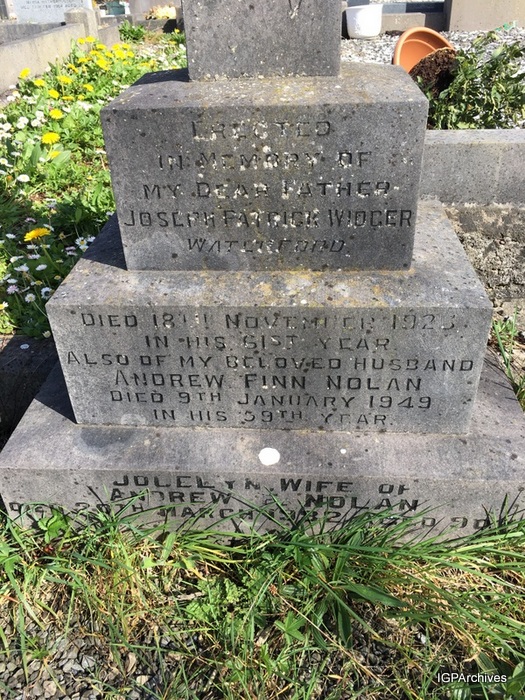 ERECTED
IN MEMORY OF
MY DEAR FATHER
JOSEPH PATRICK WIDGER
WATERFORD
DIED 18TH NOVEMBER 1923
IN HIS 61ST YEAR
ALSO OF MY BELOVED HUSBAND
ANDREW FINN NOLAN
DIED 9TH JANUARY 1949
IN HIS 59TH YEAR.
JOCELYN WIFE OF
ANDREW NOLAN
DIED MARCH
IGPArchives